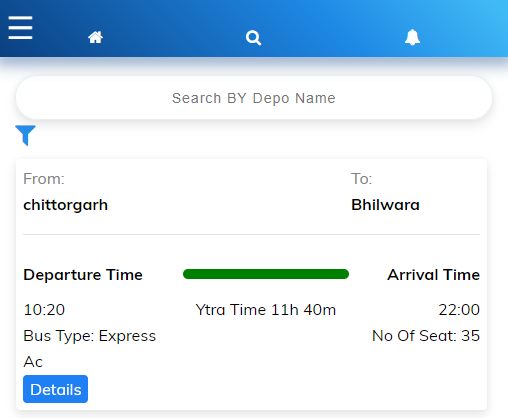 Search BY Depo Name
From: To:
chittorgarh Bhilwara
Departure Time Arrival Time
10:20 Ytra Time 11h 40m 22:00
Bus Type: Express No Of Seat: 35
Ac
Details